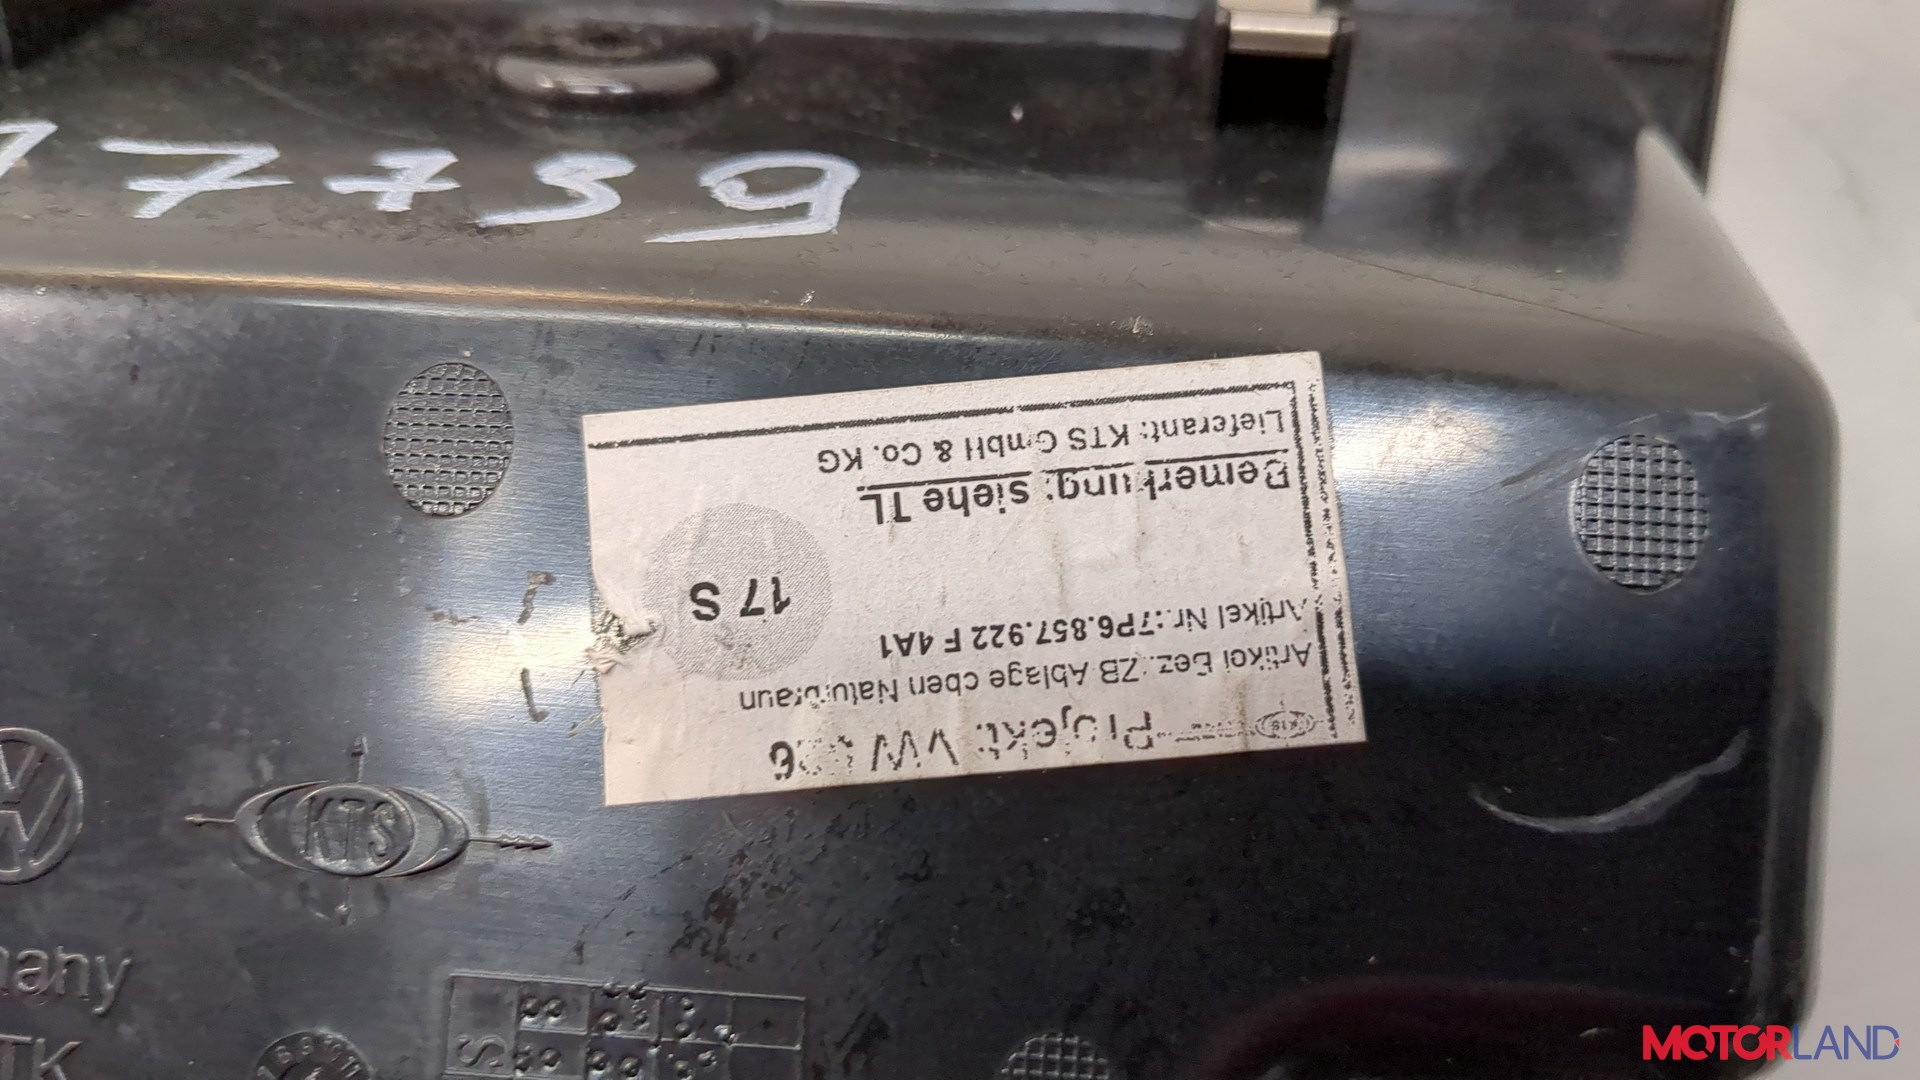 17739
Projekt: VW
Artikel Bez.: ZB Ablage oben Naturbraun
Artikel Nr.:7P6.857.922 F 4A1
17 S
Bemerkung: siehe TL
Lieferant: KTS GmbH & Co. KG
KTS
S
MOTORLAND